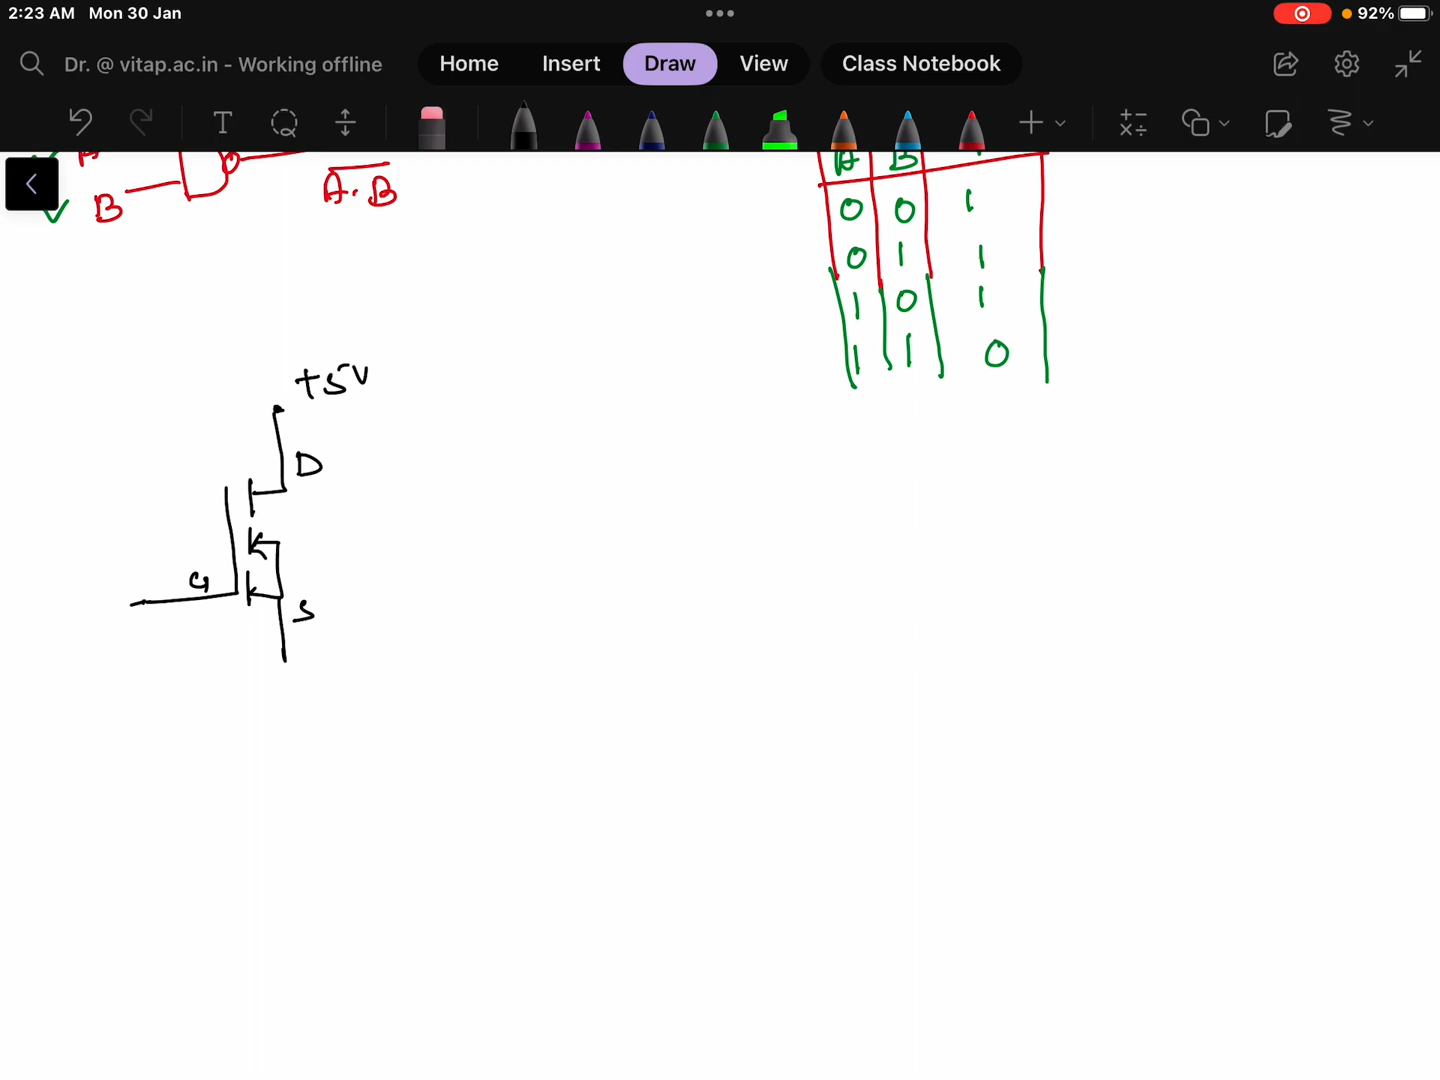 2:23 AM Mon 30 Jan
92%
Dr. @ vitap.ac.in - Working offline
Home Insert Draw View Class Notebook
T
A
B
A.B
A B
0 0 1
0 1 1
1 0 1
1 1 0
+5V
D
G
S